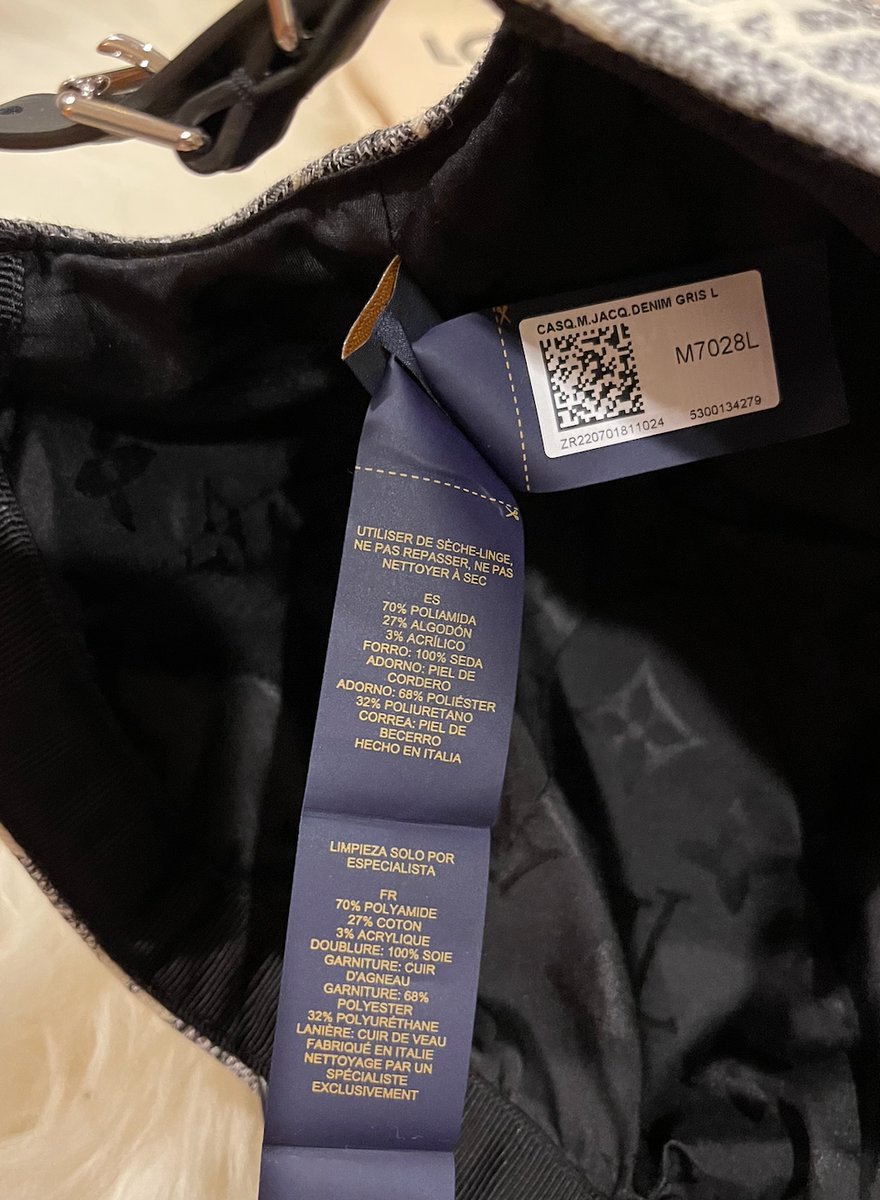 LO
CASQ.M.JACQ.DENIM GRIS L
M7028L
ZR220701811024
5300134279
UTILISER DE SÈCHE-LINGE,
NE PAS REPASSER, NE PAS
NETTOYER À SEC
ES
70% POLIAMIDA
27% ALGODÓN
3% ACRÍLICO
FORRO: 100% SEDA
ADORNO: PIEL DE
CORDERO
ADORNO: 68% POLIÉSTER
32% POLIURETANO
CORREA: PIEL DE
BECERRO
HECHO EN ITALIA
LIMPIEZA SOLO POR
ESPECIALISTA
FR
70% POLYAMIDE
27% COTON
3% ACRYLIQUE
DOUBLURE: 100% SOIE
GARNITURE: CUIR
D'AGNEAU
GARNITURE: 68%
POLYESTER
32% POLYURÉTHANE
LANIÈRE: CUIR DE VEAU
FABRIQUÉ EN ITALIE
NETTOYAGE PAR UN
SPÉCIALISTE
EXCLUSIVEMENT